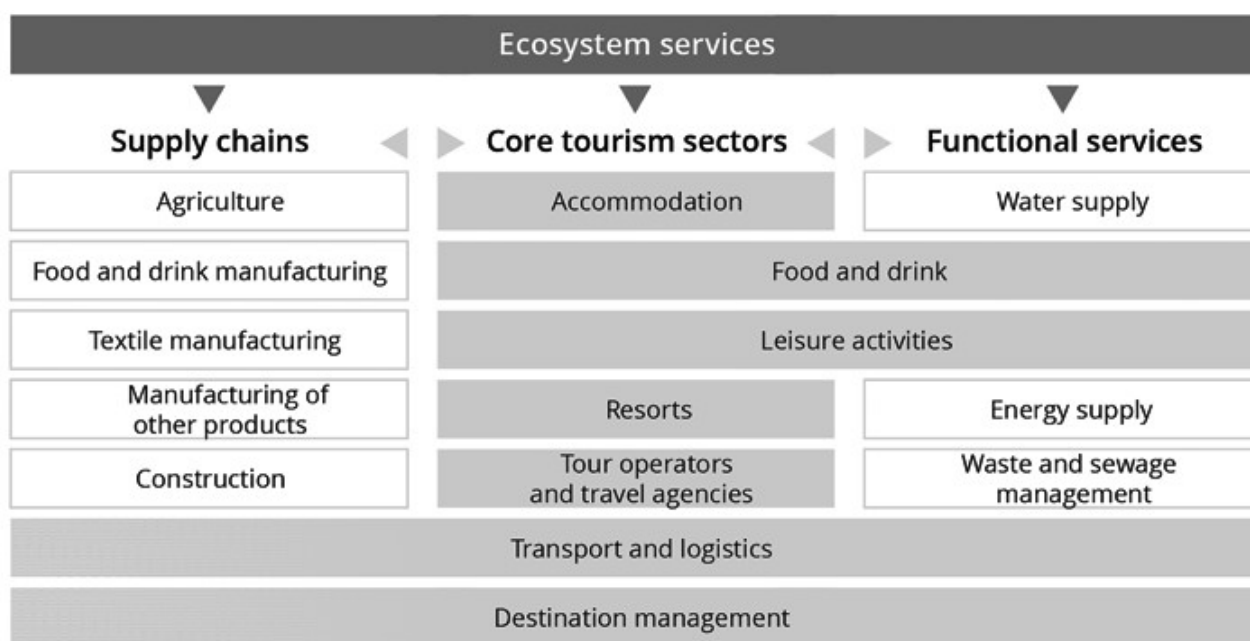 Ecosystem services
Supply chains
Core tourism sectors
Functional services
Agriculture
Accommodation
Water supply
Food and drink manufacturing
Food and drink
Textile manufacturing
Leisure activities
Manufacturing of
other products
Resorts
Energy supply
Construction
Tour operators
and travel agencies
Waste and sewage
management
Transport and logistics
Destination management